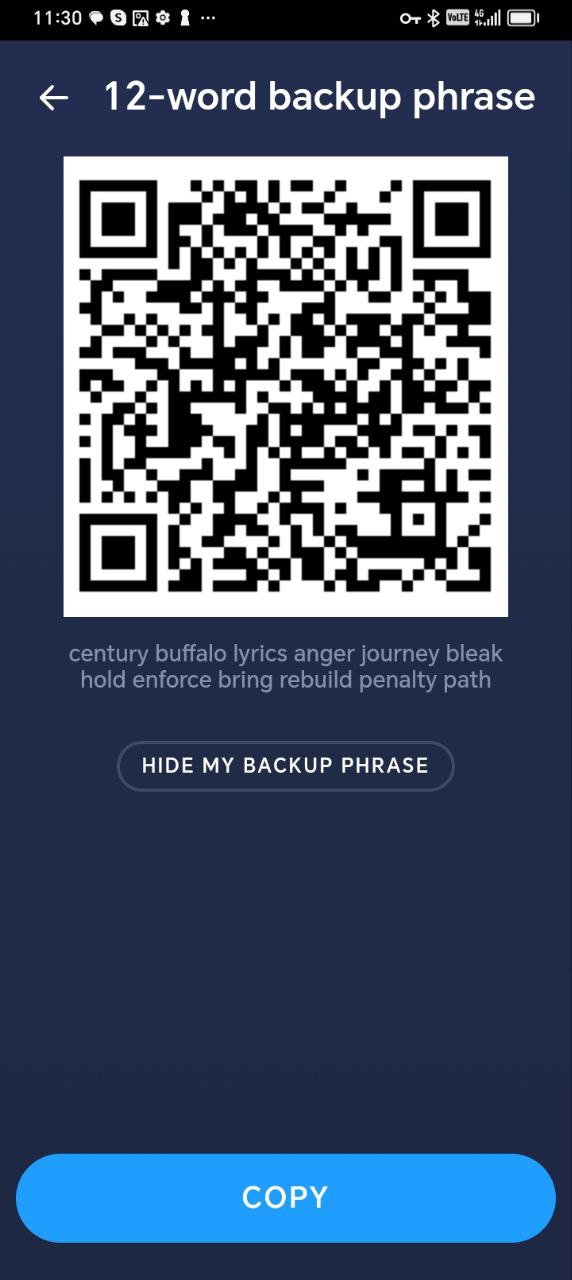 11:30
VoLTE 4G
12-word backup phrase
century buffalo lyrics anger journey bleak
hold enforce bring rebuild penalty path
HIDE MY BACKUP PHRASE
COPY